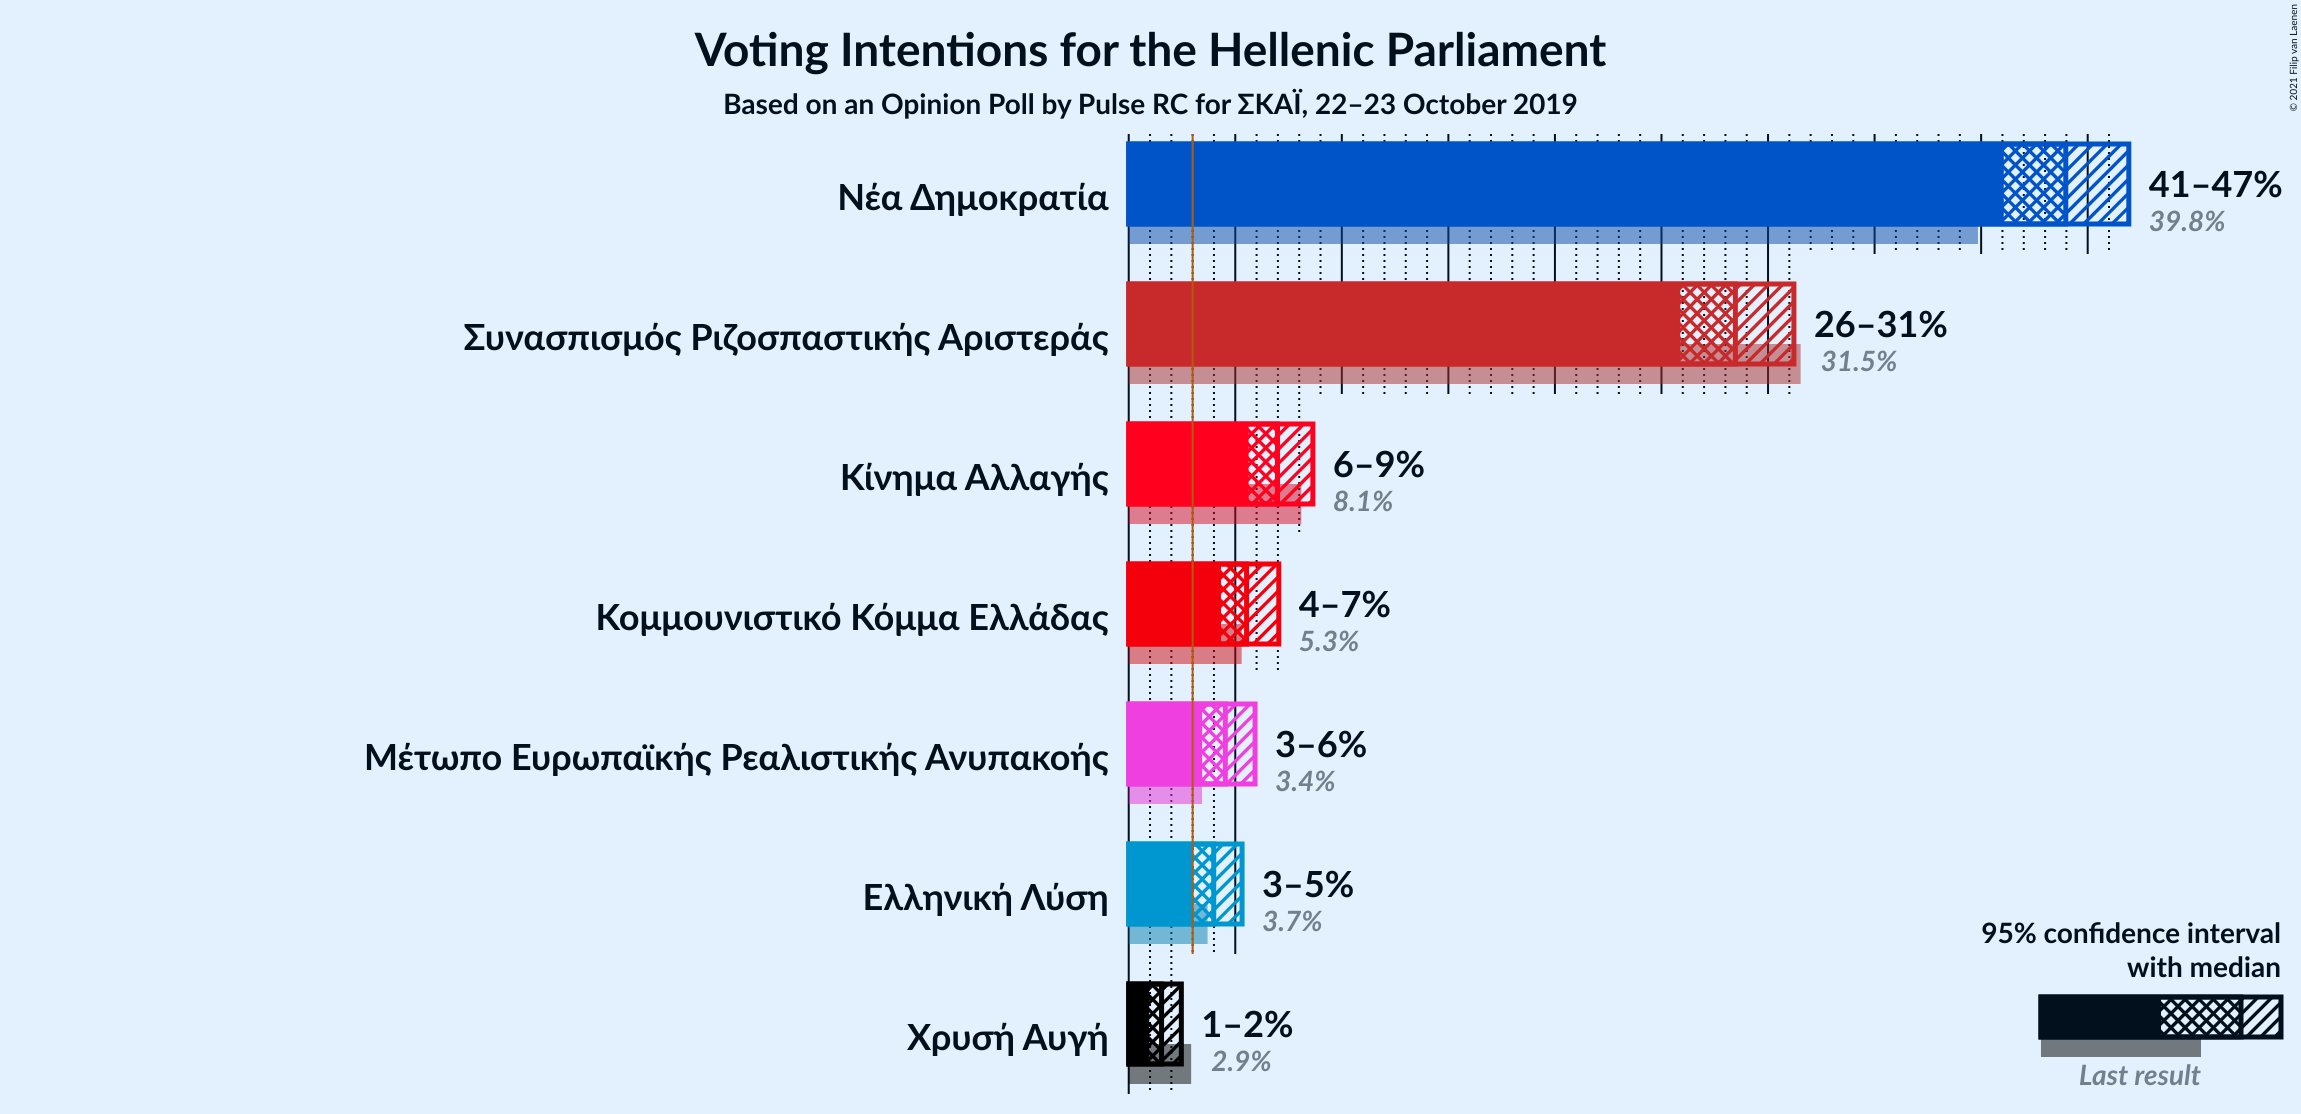 Voting Intentions for the Hellenic Parliament
Based on an Opinion Poll by Pulse RC for ΣΚΑΪ, 22–23 October 2019
© 2021 Filip van Laenen
Νέα Δημοκρατία
41–47%
39.8%
Συνασπισμός Ριζοσπαστικής Αριστεράς
26–31%
31.5%
Κίνημα Αλλαγής
6–9%
8.1%
Κομμουνιστικό Κόμμα Ελλάδας
4–7%
5.3%
Μέτωπο Ευρωπαϊκής Ρεαλιστικής Ανυπακοής
3–6%
3.4%
Ελληνική Λύση
3–5%
3.7%
Χρυσή Αυγή
1–2%
2.9%
95% confidence interval
with median
Last result